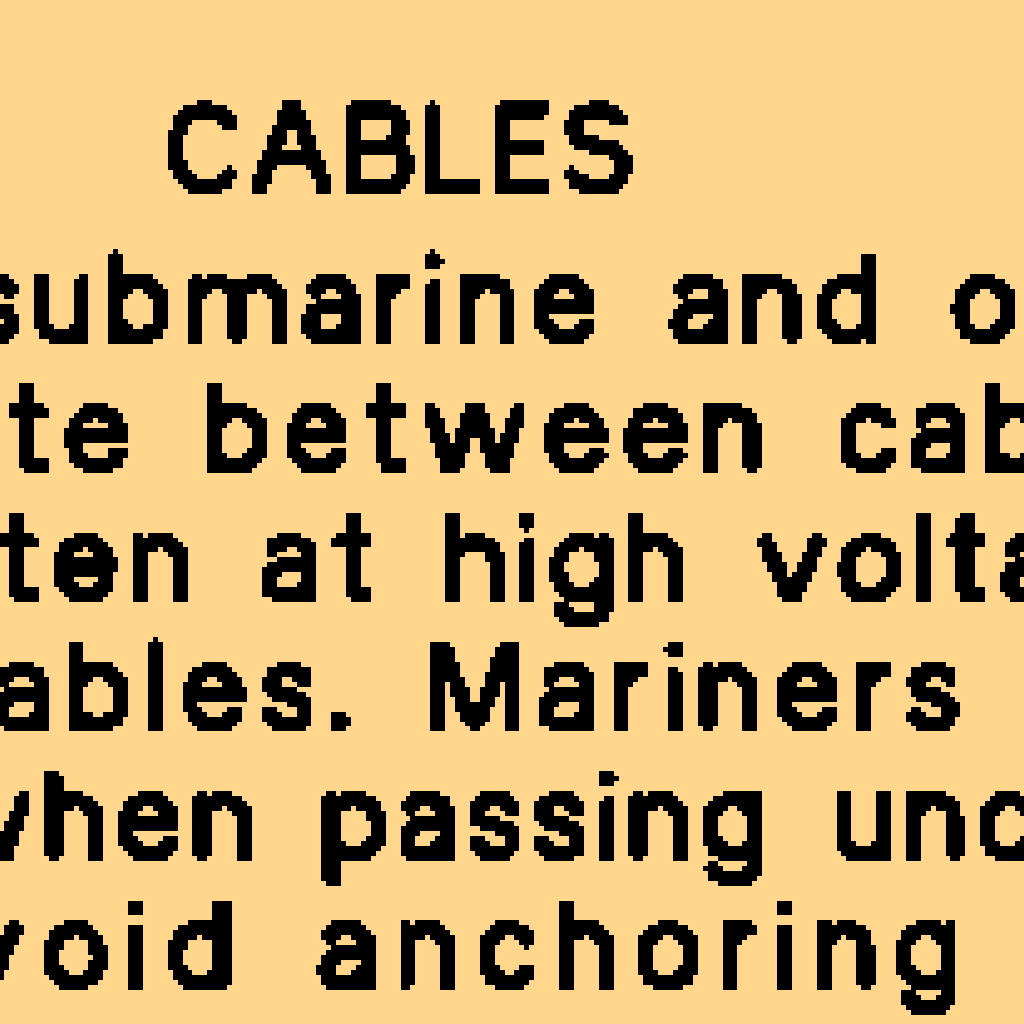 CABLES
submarine and o
te between cab
ten at high volta
ables. Mariners
when passing und
void anchoring